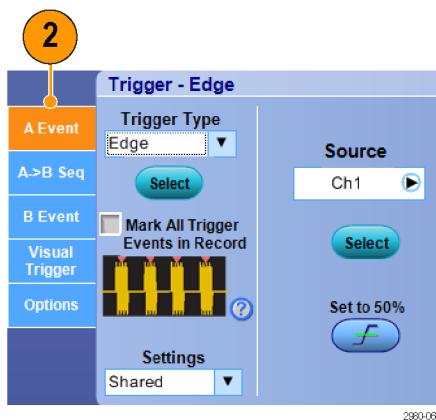 2
Trigger - Edge
A Event
A->B Seq
B Event
Visual
Trigger
Options
Trigger Type
Edge
Select
Mark All Trigger
Events in Record
?
Settings
Shared
Source
Ch1
Select
Set to 50%
2980-06